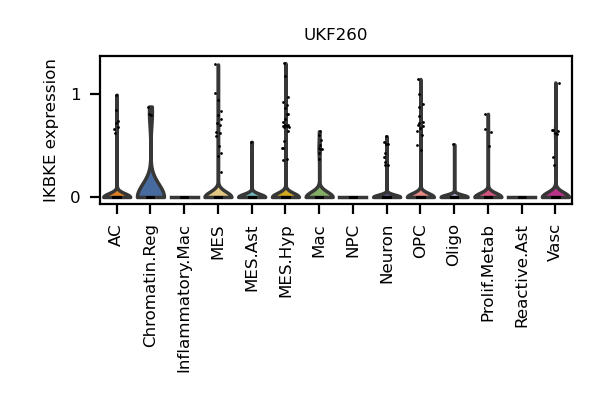 UKF260
IKBKE expression
1
0
AC
Chromatin.Reg
Inflammatory.Mac
MES
MES.Ast
MES.Hyp
Mac
NPC
Neuron
OPC
Oligo
Prolif.Metab
Reactive.Ast
Vasc